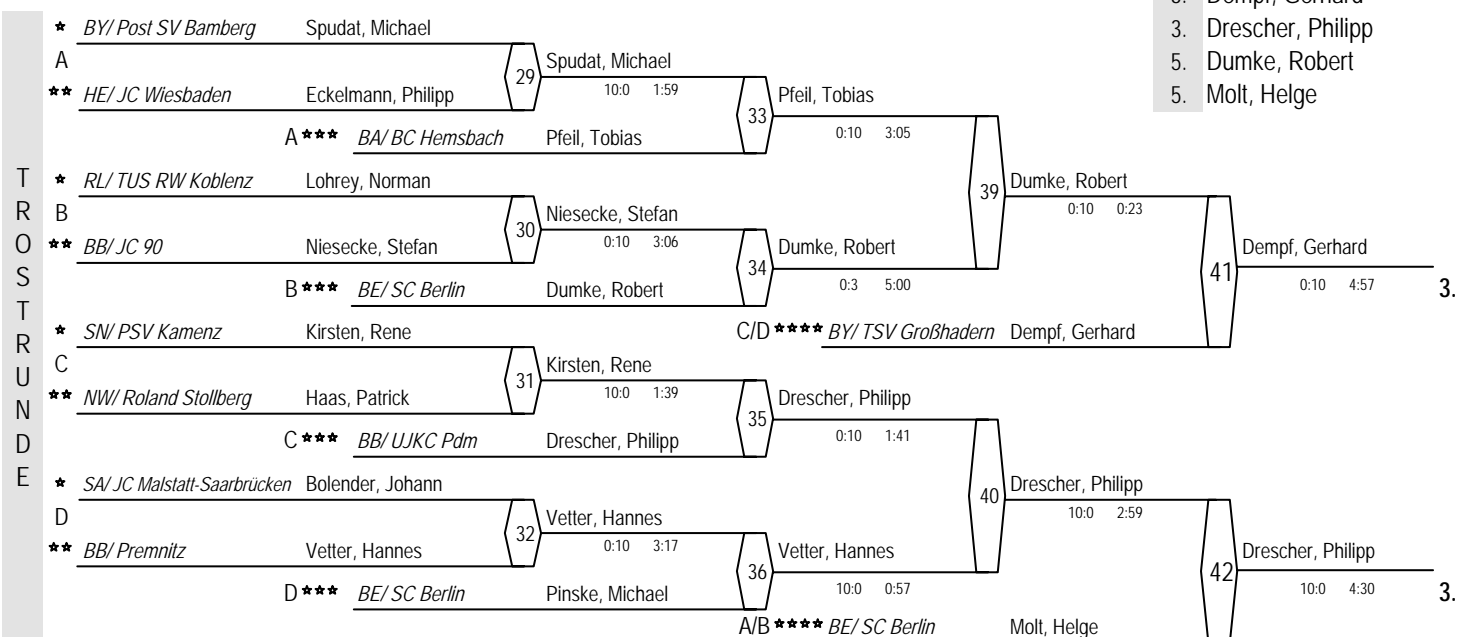 3. Dempf, Gerhard
3. Drescher, Philipp
5. Dumke, Robert
5. Molt, Helge
TROSTRUNDE
* BY/ Post SV Bamberg Spudat, Michael
A
** HE/ JC Wiesbaden Eckelmann, Philipp
29 Spudat, Michael
10:0 1:59
A *** BA/ BC Hemsbach Pfeil, Tobias
33 Pfeil, Tobias
0:10 3:05
* RL/ TUS RW Koblenz Lohrey, Norman
B
** BB/ JC 90 Niesecke, Stefan
30 Niesecke, Stefan
0:10 3:06
B *** BE/ SC Berlin Dumke, Robert
34 Dumke, Robert
0:3 5:00
39 Dumke, Robert
0:10 0:23
C/D **** BY/ TSV Großhadern Dempf, Gerhard
41 Dempf, Gerhard
0:10 4:57 3.
* SN/ PSV Kamenz Kirsten, Rene
C
** NW/ Roland Stollberg Haas, Patrick
31 Kirsten, Rene
10:0 1:39
C *** BB/ UJKC Pdm Drescher, Philipp
35 Drescher, Philipp
0:10 1:41
* SA/ JC Malstatt-Saarbrücken Bolender, Johann
D
** BB/ Premnitz Vetter, Hannes
32 Vetter, Hannes
0:10 3:17
D *** BE/ SC Berlin Pinske, Michael
36 Vetter, Hannes
10:0 0:57
40 Drescher, Philipp
10:0 2:59
A/B **** BE/ SC Berlin Molt, Helge
42 Drescher, Philipp
10:0 4:30 3.